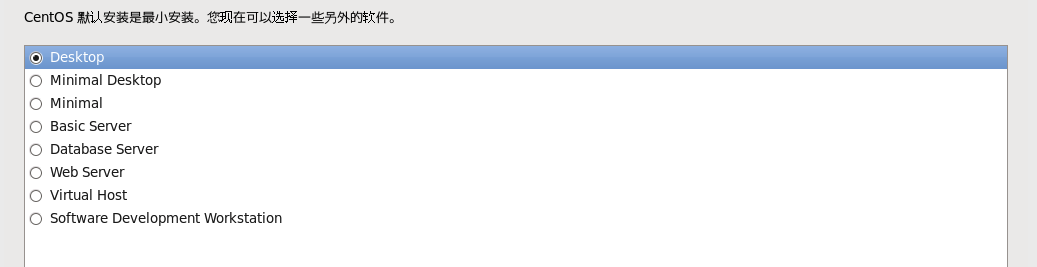 CentOS 默认安装是最小安装。您现在可以选择一些另外的软件。
Desktop
Minimal Desktop
Minimal
Basic Server
Database Server
Web Server
Virtual Host
Software Development Workstation